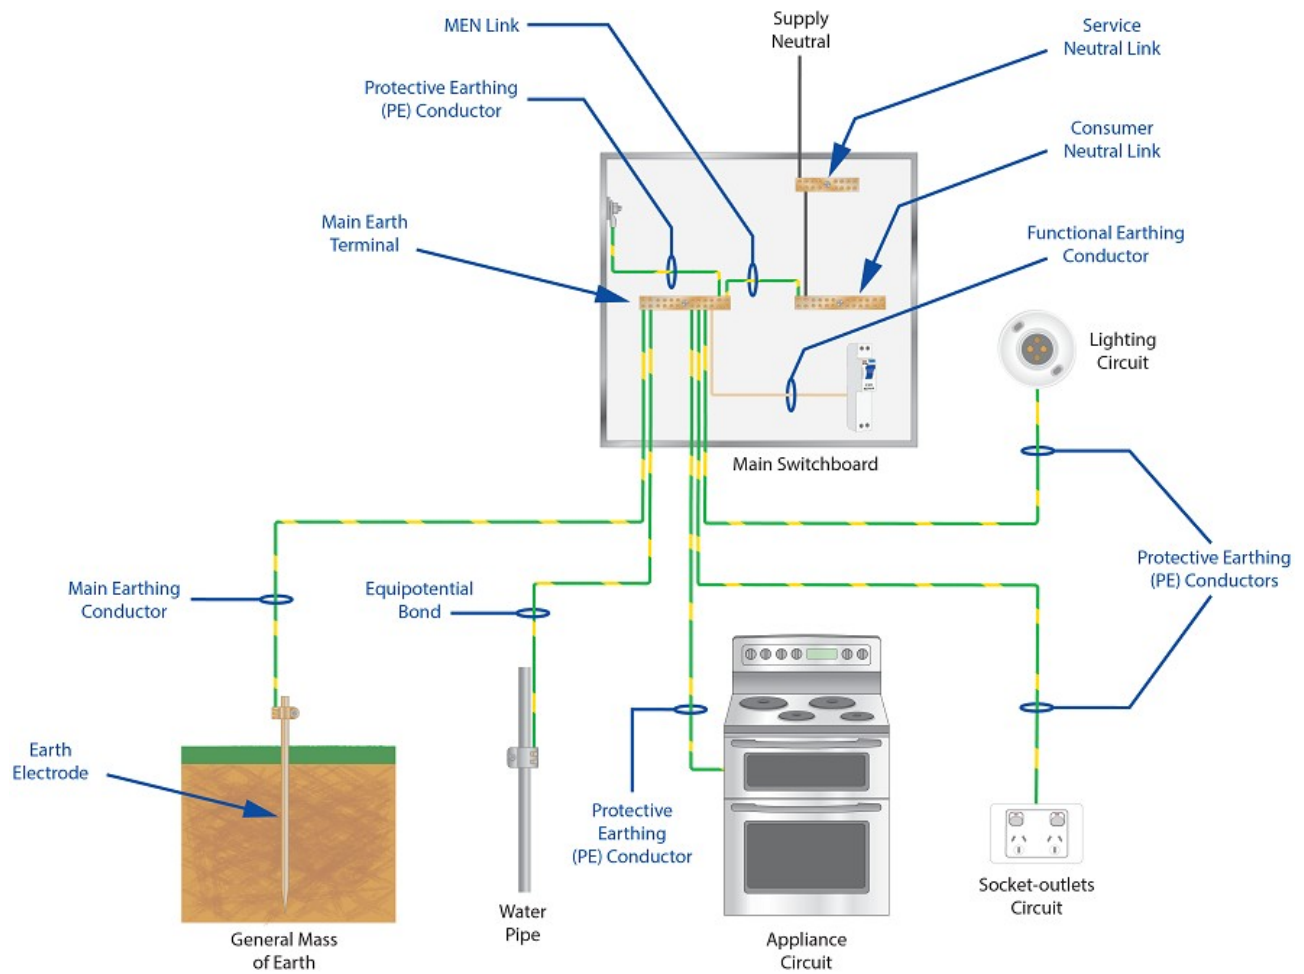 MEN Link
Supply
Neutral
Service
Neutral Link
Protective Earthing
(PE) Conductor
Consumer
Neutral Link
Main Earth
Terminal
Functional Earthing
Conductor
Lighting
Circuit
Main Switchboard
Main Earthing
Conductor
Equipotential
Bond
Protective Earthing
(PE) Conductors
Earth
Electrode
Protective
Earthing
(PE) Conductor
General Mass
of Earth
Water
Pipe
Appliance
Circuit
Socket-outlets
Circuit